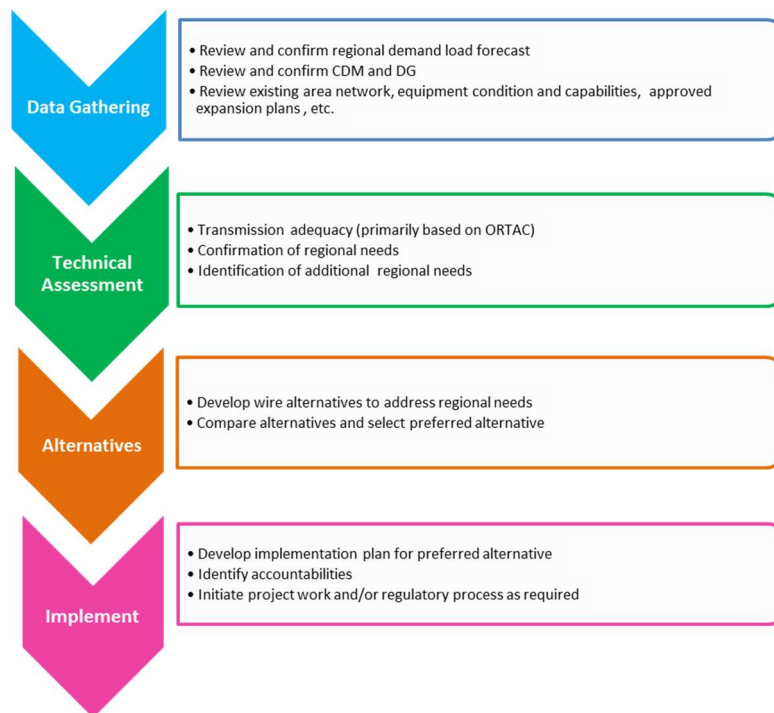 Data Gathering
• Review and confirm regional demand load forecast
• Review and confirm CDM and DG
• Review existing area network, equipment condition and capabilities, approved
expansion plans , etc.
Technical
Assessment
• Transmission adequacy (primarily based on ORTAC)
• Confirmation of regional needs
• Identification of additional regional needs
Alternatives
• Develop wire alternatives to address regional needs
• Compare alternatives and select preferred alternative
Implement
• Develop implementation plan for preferred alternative
• Identify accountabilities
• Initiate project work and/or regulatory process as required